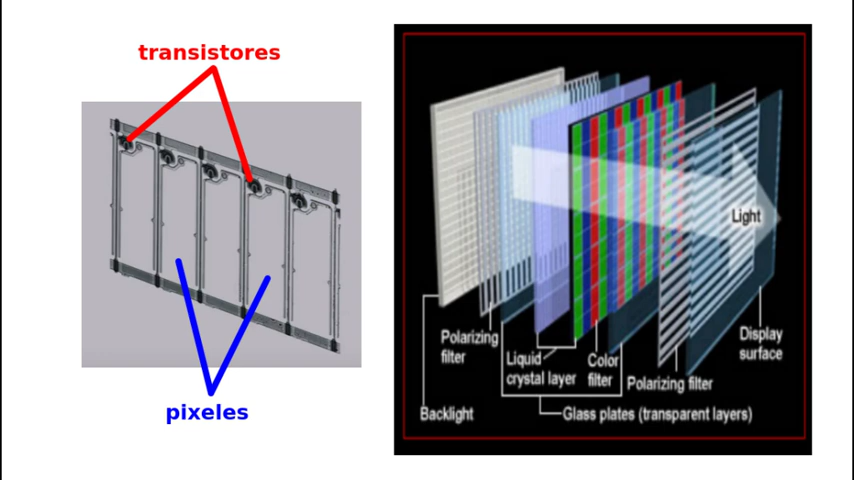 transistores
pixeles
Light
Polarizing
filter
Liquid
crystal layer
Color
filter
Polarizing filter
Display
surface
Backlight
Glass plates (transparent layers)